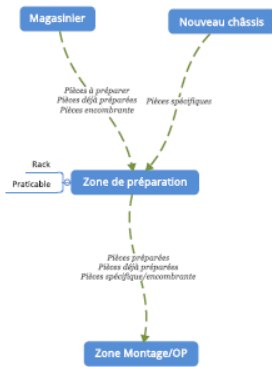 Magasinier
Nouveau châssis
Pièces à préparer
Pièces déjà préparées
Pièces encombrante
Pièces spécifiques
Rack
Praticable
Zone de préparation
Pièces préparées
Pièces déjà préparées
Pièces spécifique/encombrante
Zone Montage/OP